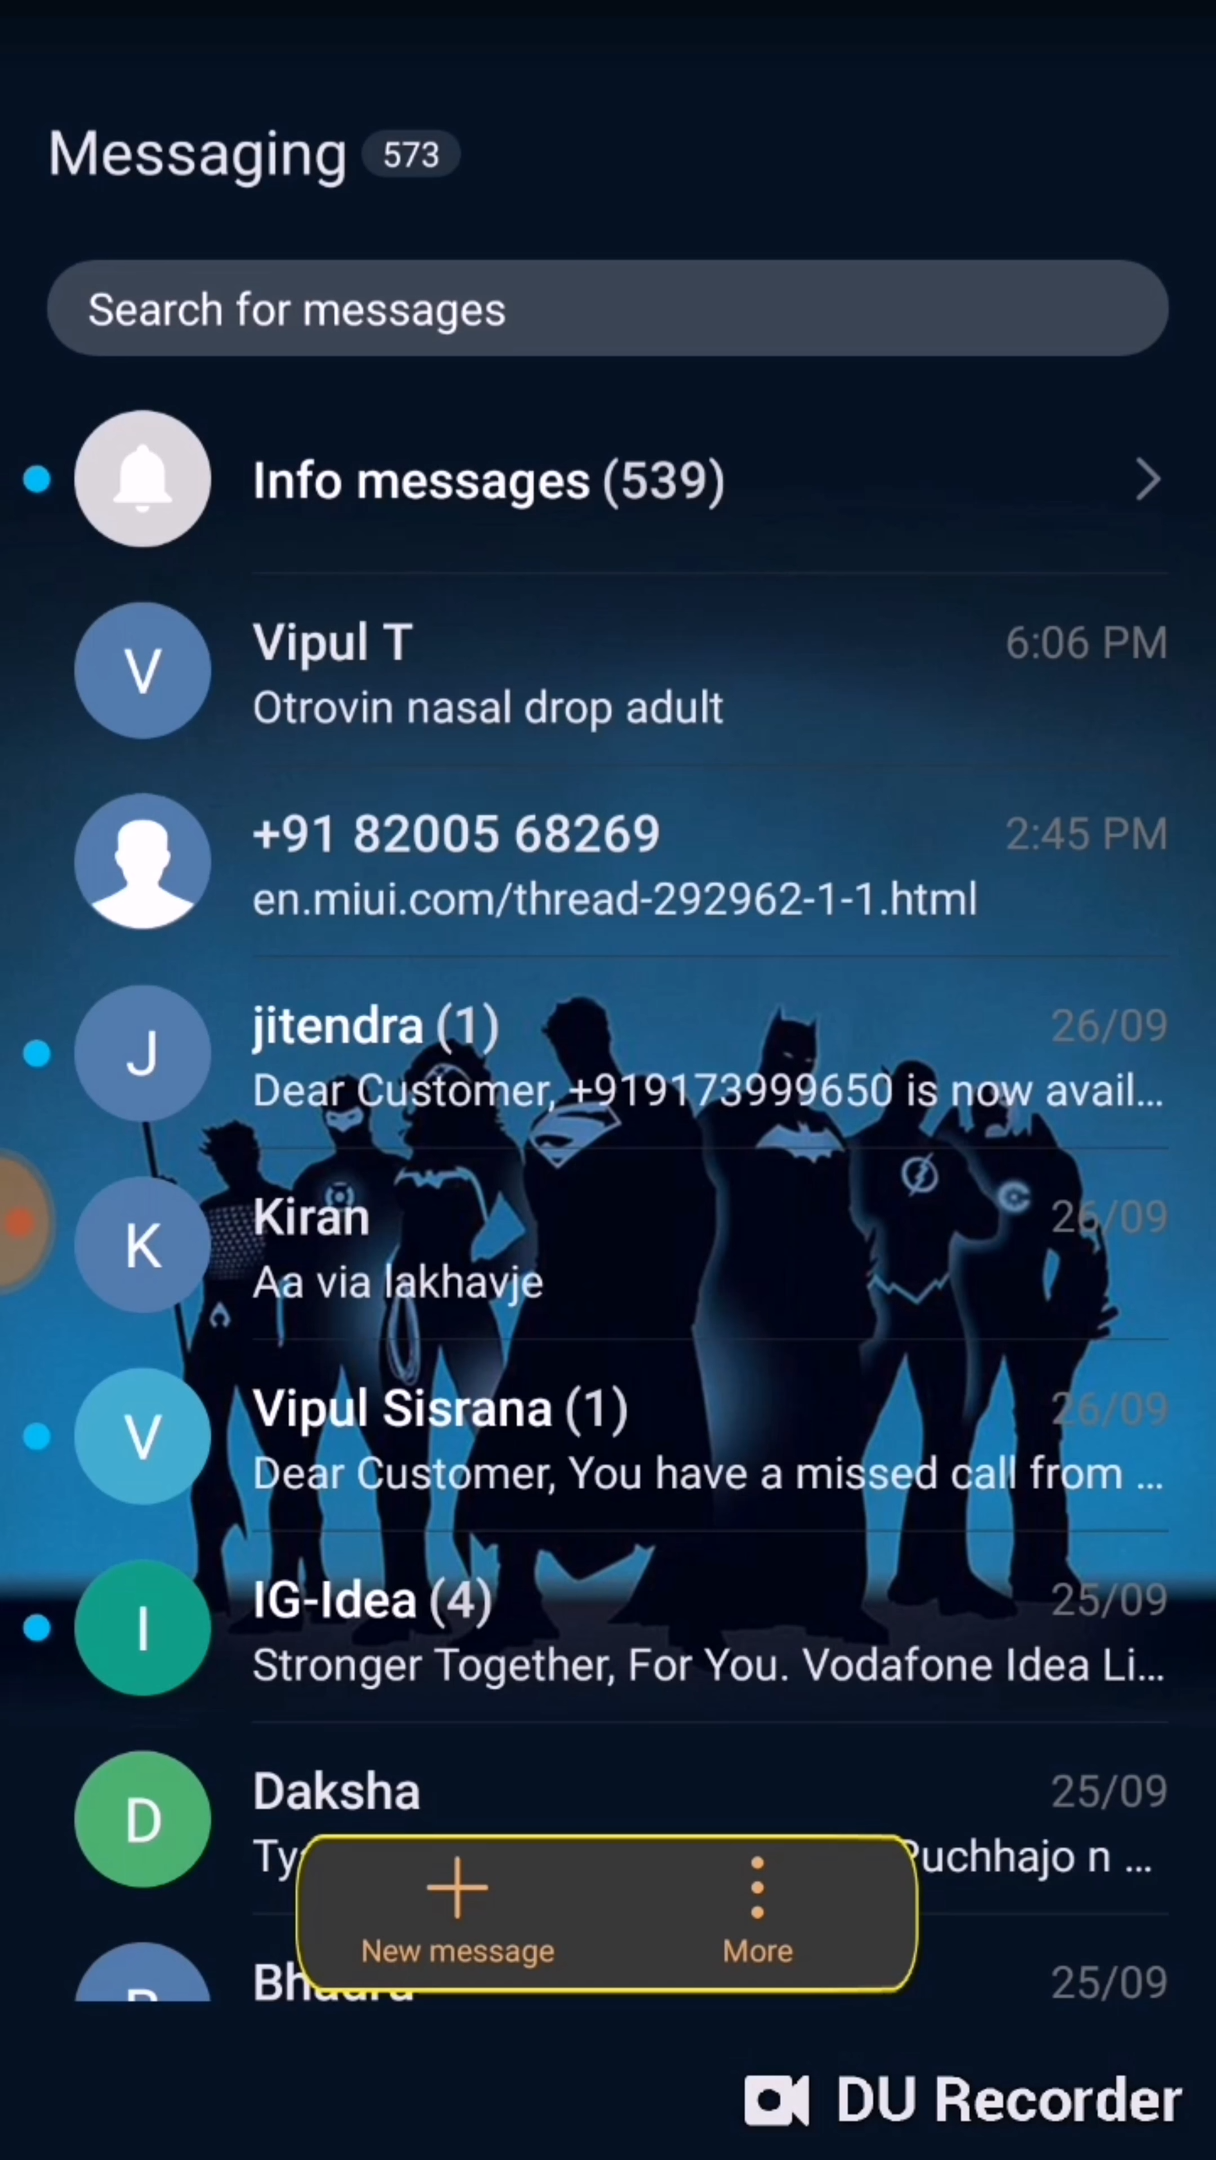 Messaging 573
Search for messages
Info messages (539)
V
Vipul T 6:06 PM
Otrovin nasal drop adult
+91 82005 68269 2:45 PM
en.miui.com/thread-292962-1-1.html
J
jitendra (1) 26/09
Dear Customer, +919173999650 is now avail...
K
Kiran 26/09
Aa via lakhavje
V
Vipul Sisrana (1) 26/09
Dear Customer, You have a missed call from ...
I
IG-Idea (4) 25/09
Stronger Together, For You. Vodafone Idea Li...
D
Daksha 25/09
Puchhajo n ...
New message More
25/09
DU Recorder